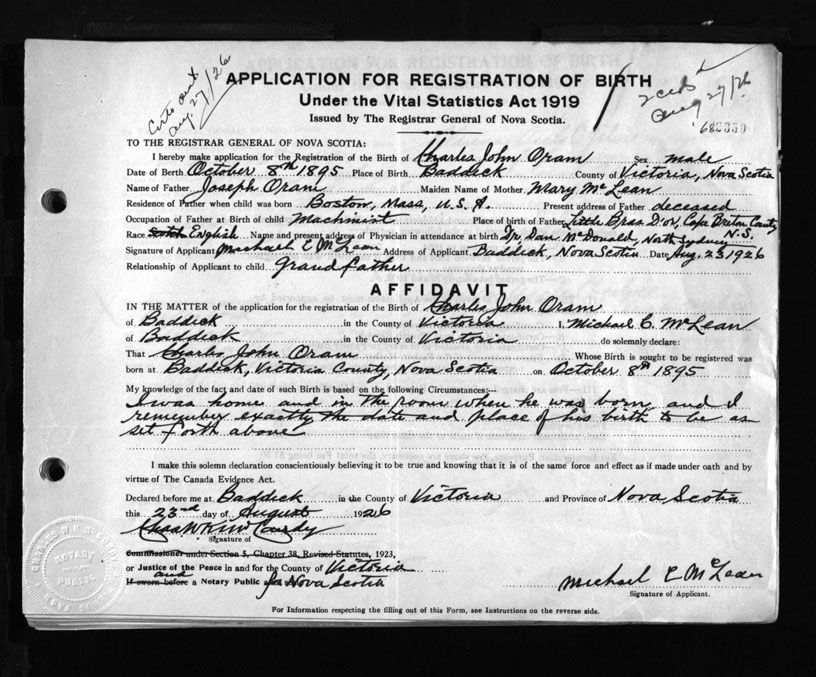 Aug. 27/26
2 certs
Aug 27/26
APPLICATION FOR REGISTRATION OF BIRTH
Under the Vital Statistics Act 1919
Issued by The Registrar General of Nova Scotia.
TO THE REGISTRAR GENERAL OF NOVA SCOTIA:
I hereby make application for the Registration of the Birth of Charles John Oram Sex male
Date of Berth October 8th 1895 Place of Birth Baddick County of Victoria, Nova Scotia
Name of Father Joseph Oram Maiden Name of Mother Mary McLean
Residence of Father when child was born Boston, Mass, U.S.A. Present address of Father deceased
Occupation of Father at Birth of child Machinist Place of birth of Father Little Bras D'or, Cape Briton County
Race English Name and present address of Physician in attendance at birth Dr, Dan McDonald, North Sydney N.S.
Signature of Applicant Michael C McLean Address of Applicant Baddick, Nova Scotia Date Aug. 23 1926
Relationship of Applicant to child Grand father
AFFIDAVIT
IN THE MATTER of the application for the registration of the Birth of Charles John Oram
of Baddick in the County of Victoria I, Michael C. McLean
of Baddick in the County of Victoria do solemnly declare:
That Charles John Oram Whose Birth is sought to be registered was
born at Baddick, Victoria County, Nova Scotia on October 8th 1895
My knowledge of the fact and date of such Birth is based on the following Circumstances:—
I was home and in the room when he was born, and I
remember exactly the date and place of his birth to be as
set forth above
I make this solemn declaration conscientiously believing it to be true and knowing that it is of the same force and effect as if made under oath and by
virtue of The Canada Evidence Act.
Declared before me at Baddick in the County of Victoria and Province of Nova Scotia
this 23rd day of August 1926
Signature of
Commissioner under Section 5, Chapter 38, Revised Statutes, 1923,
or Justice of the Peace in and for the County of Victoria
and
If sworn before a Notary Public for Nova Scotia
Michael C McLean
Signature of Applicant.
NOTARY
PUBLIC
For Information respecting the filling out of this Form, see Instructions on the reverse side.